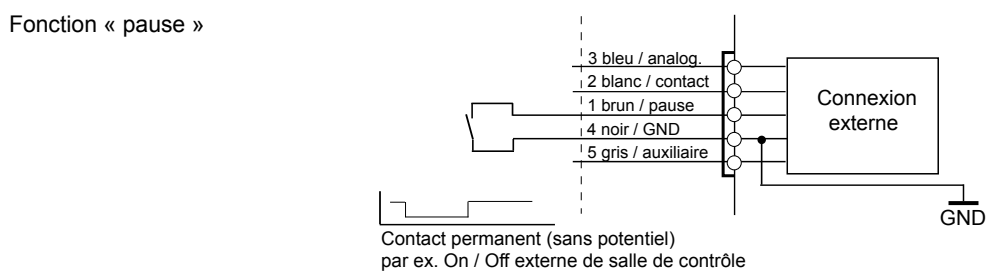 Fonction « pause »
3 bleu / analog.
2 blanc / contact
1 brun / pause
4 noir / GND
5 gris / auxiliaire
Connexion
externe
GND
Contact permanent (sans potentiel)
par ex. On / Off externe de salle de contrôle